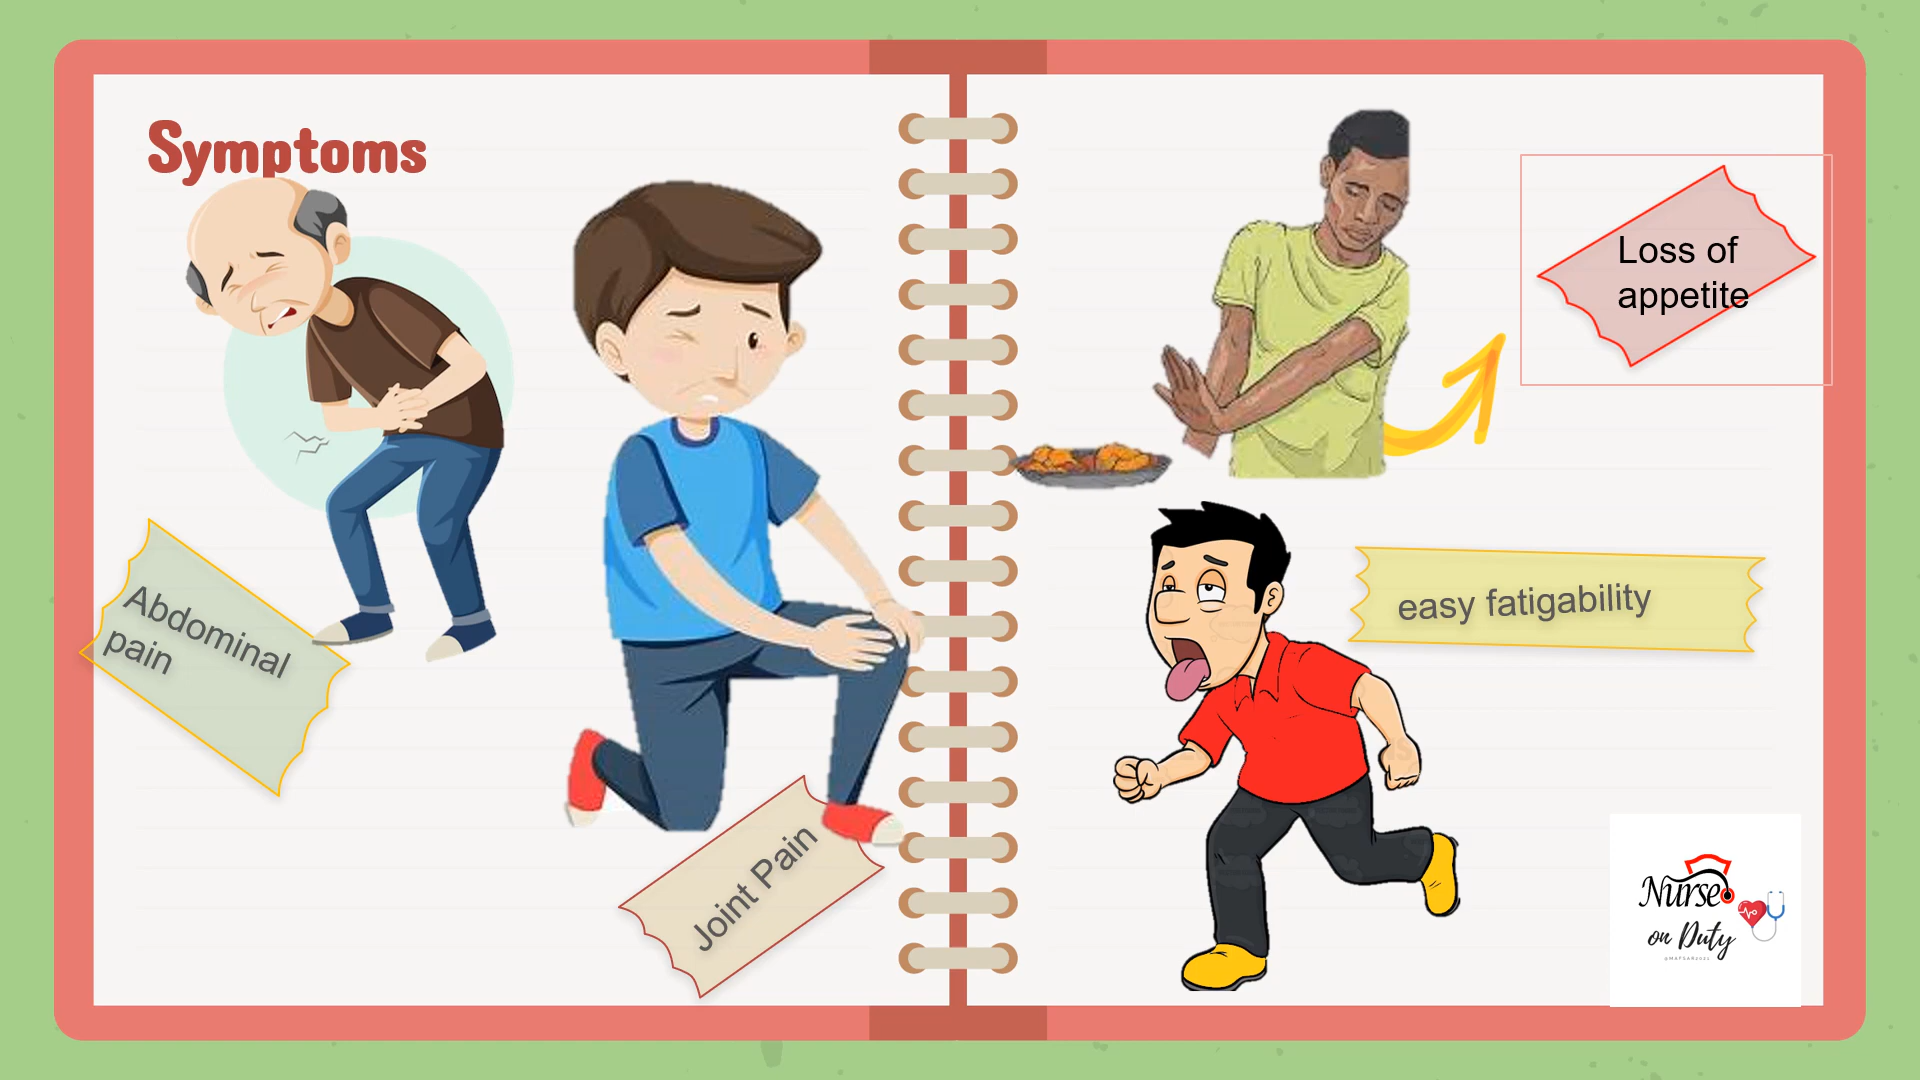 Symptoms
Abdominal
pain
Joint Pain
Loss of
appetite
easy fatigability
Nurse
on Duty